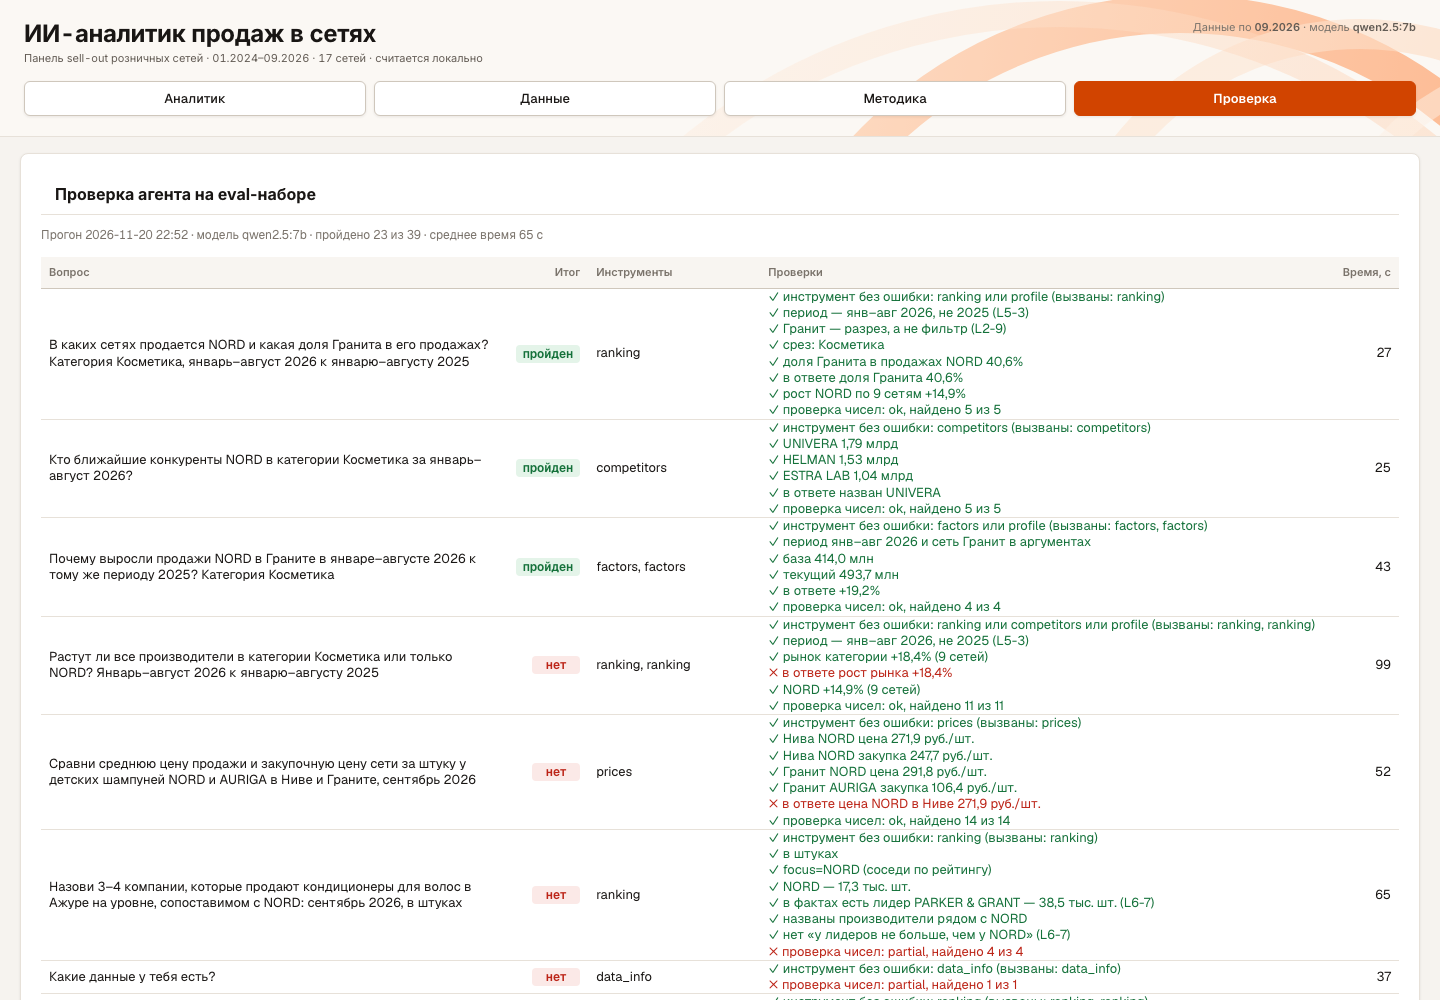 ИИ-аналитик продаж в сетях
Данные по 09.2026 · модель qwen2.5:7b
Панель sell-out розничных сетей · 01.2024–09.2026 · 17 сетей · считается локально
Аналитик
Данные
Методика
Проверка
Проверка агента на eval-наборе
Прогон 2026-11-20 22:52 · модель qwen2.5:7b · пройдено 23 из 39 · среднее время 65 с
Вопрос Итог Инструменты Проверки Время, с
В каких сетях продается NORD и какая доля Гранита в его продажах?
Категория Косметика, январь–август 2026 к январю–августу 2025
пройден
ranking
✓ инструмент без ошибки: ranking или profile (вызваны: ranking)
✓ период — янв–авг 2026, не 2025 (L5-3)
✓ Гранит — разрез, а не фильтр (L2-9)
✓ срез: Косметика
✓ доля Гранита в продажах NORD 40,6%
✓ в ответе доля Гранита 40,6%
✓ рост NORD по 9 сетям +14,9%
✓ проверка чисел: ok, найдено 5 из 5
27
Кто ближайшие конкуренты NORD в категории Косметика за январь–
август 2026?
пройден
competitors
✓ инструмент без ошибки: competitors (вызваны: competitors)
✓ UNIVERA 1,79 млрд
✓ HELMAN 1,53 млрд
✓ ESTRA LAB 1,04 млрд
✓ в ответе назван UNIVERA
✓ проверка чисел: ok, найдено 5 из 5
25
Почему выросли продажи NORD в Граните в январе–августе 2026 к
тому же периоду 2025? Категория Косметика
пройден
factors, factors
✓ инструмент без ошибки: factors или profile (вызваны: factors, factors)
✓ период янв–авг 2026 и сеть Гранит в аргументах
✓ база 414,0 млн
✓ текущий 493,7 млн
✓ в ответе +19,2%
✓ проверка чисел: ok, найдено 4 из 4
43
Растут ли все производители в категории Косметика или только
NORD? Январь–август 2026 к январю–августу 2025
нет
ranking, ranking
✓ инструмент без ошибки: ranking или competitors или profile (вызваны: ranking, ranking)
✓ период — янв–авг 2026, не 2025 (L5-3)
✓ рынок категории +18,4% (9 сетей)
✕ в ответе рост рынка +18,4%
✓ NORD +14,9% (9 сетей)
✓ проверка чисел: ok, найдено 11 из 11
99
Сравни среднюю цену продажи и закупочную цену сети за штуку у
детских шампуней NORD и AURIGA в Ниве и Граните, сентябрь 2026
нет
prices
✓ инструмент без ошибки: prices (вызваны: prices)
✓ Нива NORD цена 271,9 руб./шт.
✓ Нива NORD закупка 247,7 руб./шт.
✓ Гранит NORD цена 291,8 руб./шт.
✓ Гранит AURIGA закупка 106,4 руб./шт.
✕ в ответе цена NORD в Ниве 271,9 руб./шт.
✓ проверка чисел: ok, найдено 14 из 14
52
Назови 3–4 компании, которые продают кондиционеры для волос в
Ажуре на уровне, сопоставимом с NORD: сентябрь 2026, в штуках
нет
ranking
✓ инструмент без ошибки: ranking (вызваны: ranking)
✓ в штуках
✓ focus=NORD (соседи по рейтингу)
✓ NORD — 17,3 тыс. шт.
✓ в фактах есть лидер PARKER & GRANT — 38,5 тыс. шт. (L6-7)
✓ названы производители рядом с NORD
✓ нет «у лидеров не больше, чем у NORD» (L6-7)
✕ проверка чисел: partial, найдено 4 из 4
65
Какие данные у тебя есть?
нет
data_info
✓ инструмент без ошибки: data_info (вызваны: data_info)
✕ проверка чисел: partial, найдено 1 из 1
37